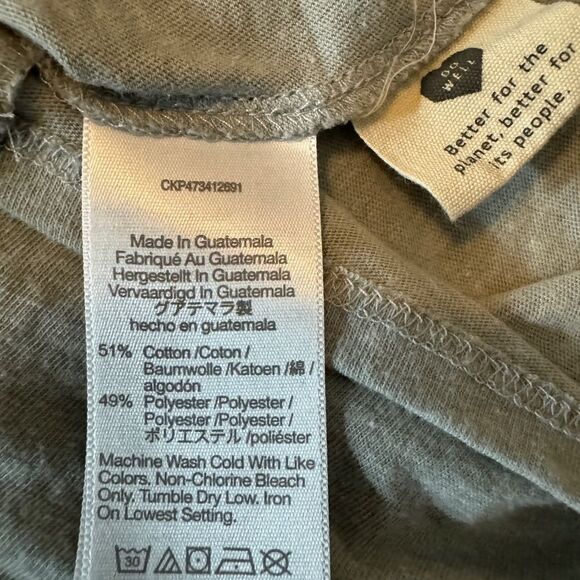 DO
WELL
Better for the
planet, better for
its people.
CKP473412691
Made In Guatemala
Fabriqué Au Guatemala
Hergestellt In Guatemala
Vervaardigd In Guatemala
グアテマラ製
hecho en guatemala
51% Cotton /Coton /
Baumwolle /Katoen /綿 /
algodón
49% Polyester /Polyester /
Polyester /Polyester /
ポリエステル /poliéster
Machine Wash Cold With Like
Colors. Non-Chlorine Bleach
Only. Tumble Dry Low. Iron
On Lowest Setting.
30